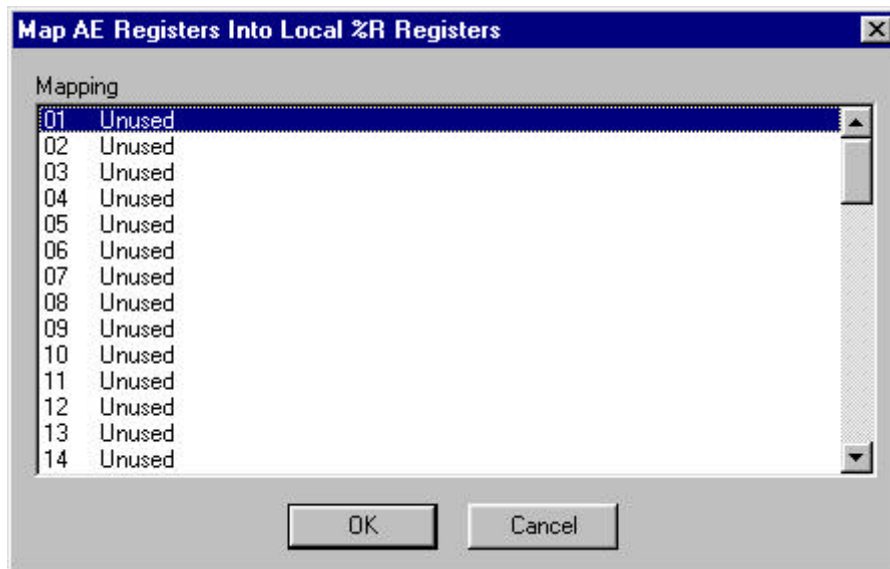 Map AE Registers Into Local %R Registers
Mapping
01 Unused
02 Unused
03 Unused
04 Unused
05 Unused
06 Unused
07 Unused
08 Unused
09 Unused
10 Unused
11 Unused
12 Unused
13 Unused
14 Unused
OK Cancel